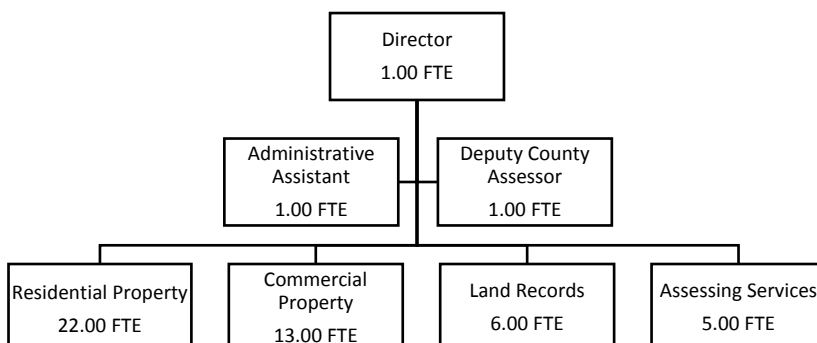 Director
1.00 FTE
Administrative
Assistant
1.00 FTE
Deputy County
Assessor
1.00 FTE
Residential Property
22.00 FTE
Commercial
Property
13.00 FTE
Land Records
6.00 FTE
Assessing Services
5.00 FTE